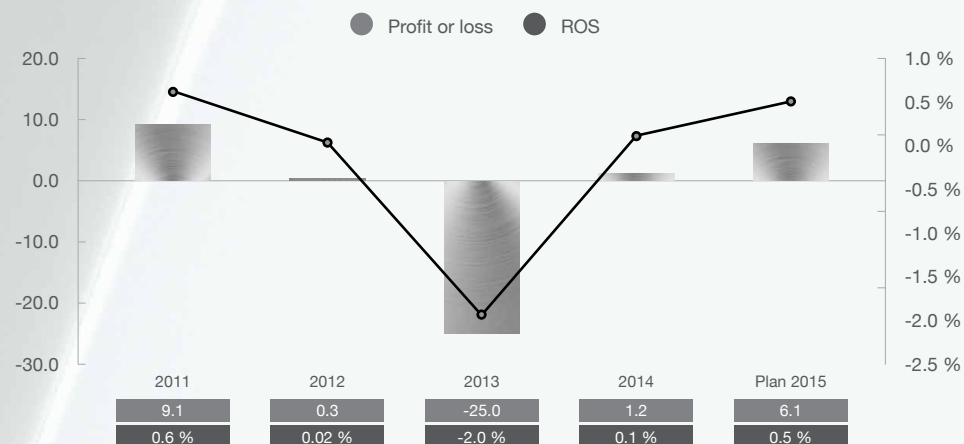 Profit or loss ROS
20.0 1.0 %
10.0 0.5 %
0.0 0.0 %
-10.0 -0.5 %
-20.0 -1.0 %
-30.0 -1.5 %
-2.0 %
-2.5 %
2011 2012 2013 2014 Plan 2015
9.1 0.3 -25.0 1.2 6.1
0.6 % 0.02 % -2.0 % 0.1 % 0.5 %